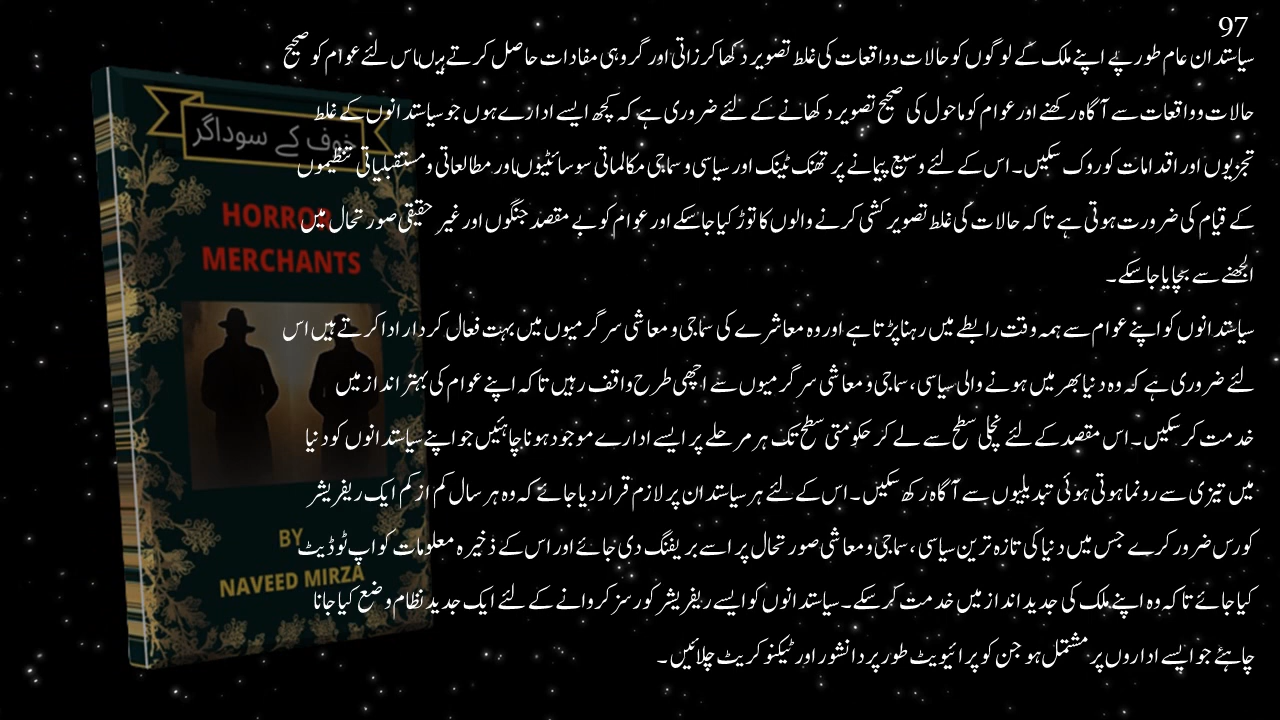 97
سیاستدان عام طور پے اپنے ملک کے لوگوں کو حالات و واقعات کی غلط تصویر دکھا کر ذاتی اور گروہی مفادات حاصل کرتے ہیں۔اس لئے عوام کو صحیح
حالات و واقعات سے آگاہ رکھنے اور عوام کو ماحول کی صحیح تصویر دکھانے کے لئے ضروری ہے کہ کچھ ایسے ادارے ہوں جو سیاستدانوں کے غلط
تجزیوں اور اقدامات کو روک سکیں۔ اس کے لئے وسیع پیمانے پر تھنک ٹینک اور سیاسی و سماجی مکالماتی سوسائٹیوں اور مطالعاتی و مستقبلیاتی تنظیموں
کے قیام کی ضرورت ہوتی ہے تاکہ حالات کی غلط تصویر کشی کرنے والوں کا توڑ کیا جا سکے اور عوام کو بے مقصد جنگوں اور غیر حقیقی صورتحال میں
الجھنے سے بچایا جا سکے۔
سیاستدانوں کو اپنے عوام سے ہمہ وقت رابطے میں رہنا پڑتا ہے اور وہ معاشرے کی سماجی و معاشی سرگرمیوں میں بہت فعال کردار ادا کرتے ہیں اس
لئے ضروری ہے کہ وہ دنیا بھر میں ہونے والی سیاسی، سماجی و معاشی سرگرمیوں سے اچھی طرح واقف رہیں تاکہ اپنے عوام کی بہتر انداز میں
خدمت کر سکیں۔ اس مقصد کے لئے نچلی سطح سے لے کر حکومتی سطح تک ہر مرحلے پر ایسے ادارے موجود ہونا چاہئیں جو اپنے سیاستدانوں کو دنیا
میں تیزی سے رونما ہوتی ہوئی تبدیلیوں سے آگاہ رکھ سکیں۔ اس کے لئے ہر سیاستدان پر لازم قرار دیا جائے کہ وہ ہر سال کم از کم ایک ریفریشر
کورس ضرور کرے جس میں دنیا کی تازہ ترین سیاسی، سماجی و معاشی صورتحال پر اسے بریفنگ دی جائے اور اس کے ذخیرہ معلومات کو اپ ٹو ڈیٹ
کیا جائے تاکہ وہ اپنے ملک کی جدید انداز میں خدمت کر سکے۔ سیاستدانوں کو ایسے ریفریشر کورسز کروانے کے لئے ایک جدید نظام وضع کیا جانا
چاہئے جو ایسے اداروں پر مشتمل ہو جن کو پرائیویٹ طور پر دانشور اور ٹیکنوکریٹ چلائیں۔
خوف کے سوداگر
HORROR
MERCHANTS
BY
NAVEED MIRZA